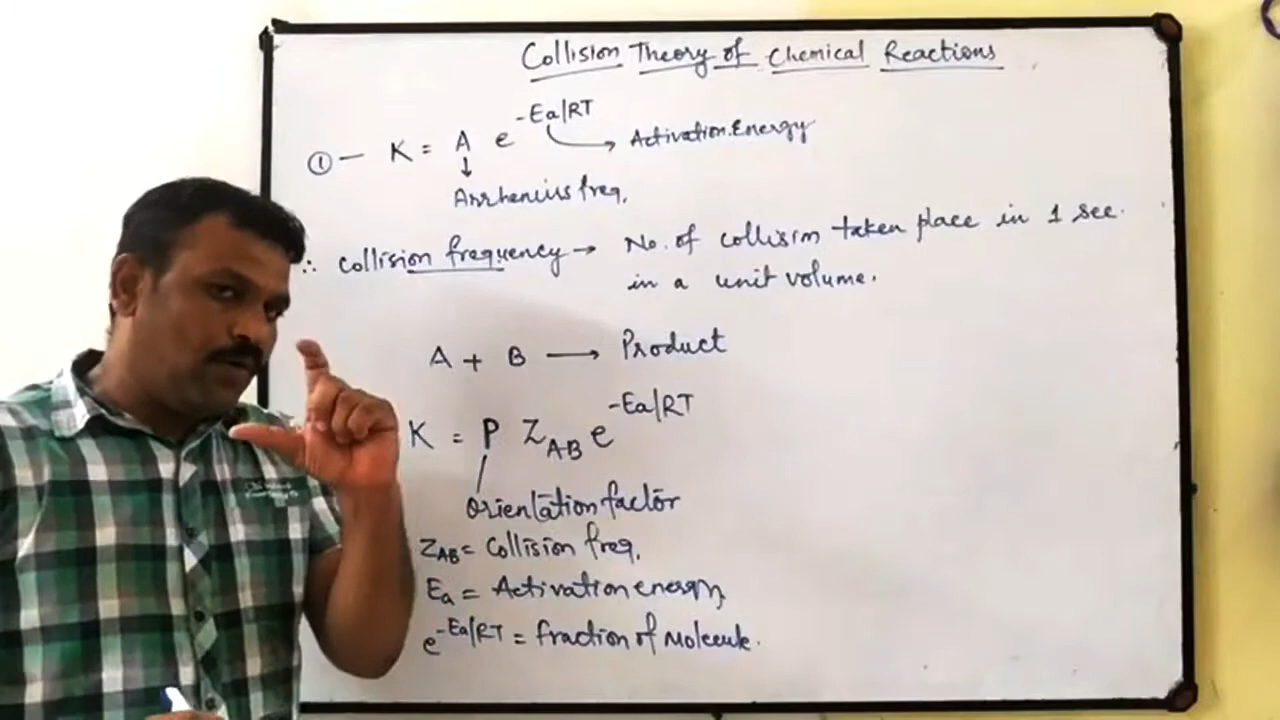 Collision Theory of Chemical Reactions
① — K = A e -Ea/RT → Activation Energy
↓
Arrhenius freq.
∴ collision frequency → No. of collision taken place in 1 sec.
in a unit volume.
A + B ⟶ Product
K = P Z_AB e -Ea/RT
Orientation factor
Z_AB = Collision freq.
E_a = Activation energy
e -Ea/RT = fraction of Molecule.